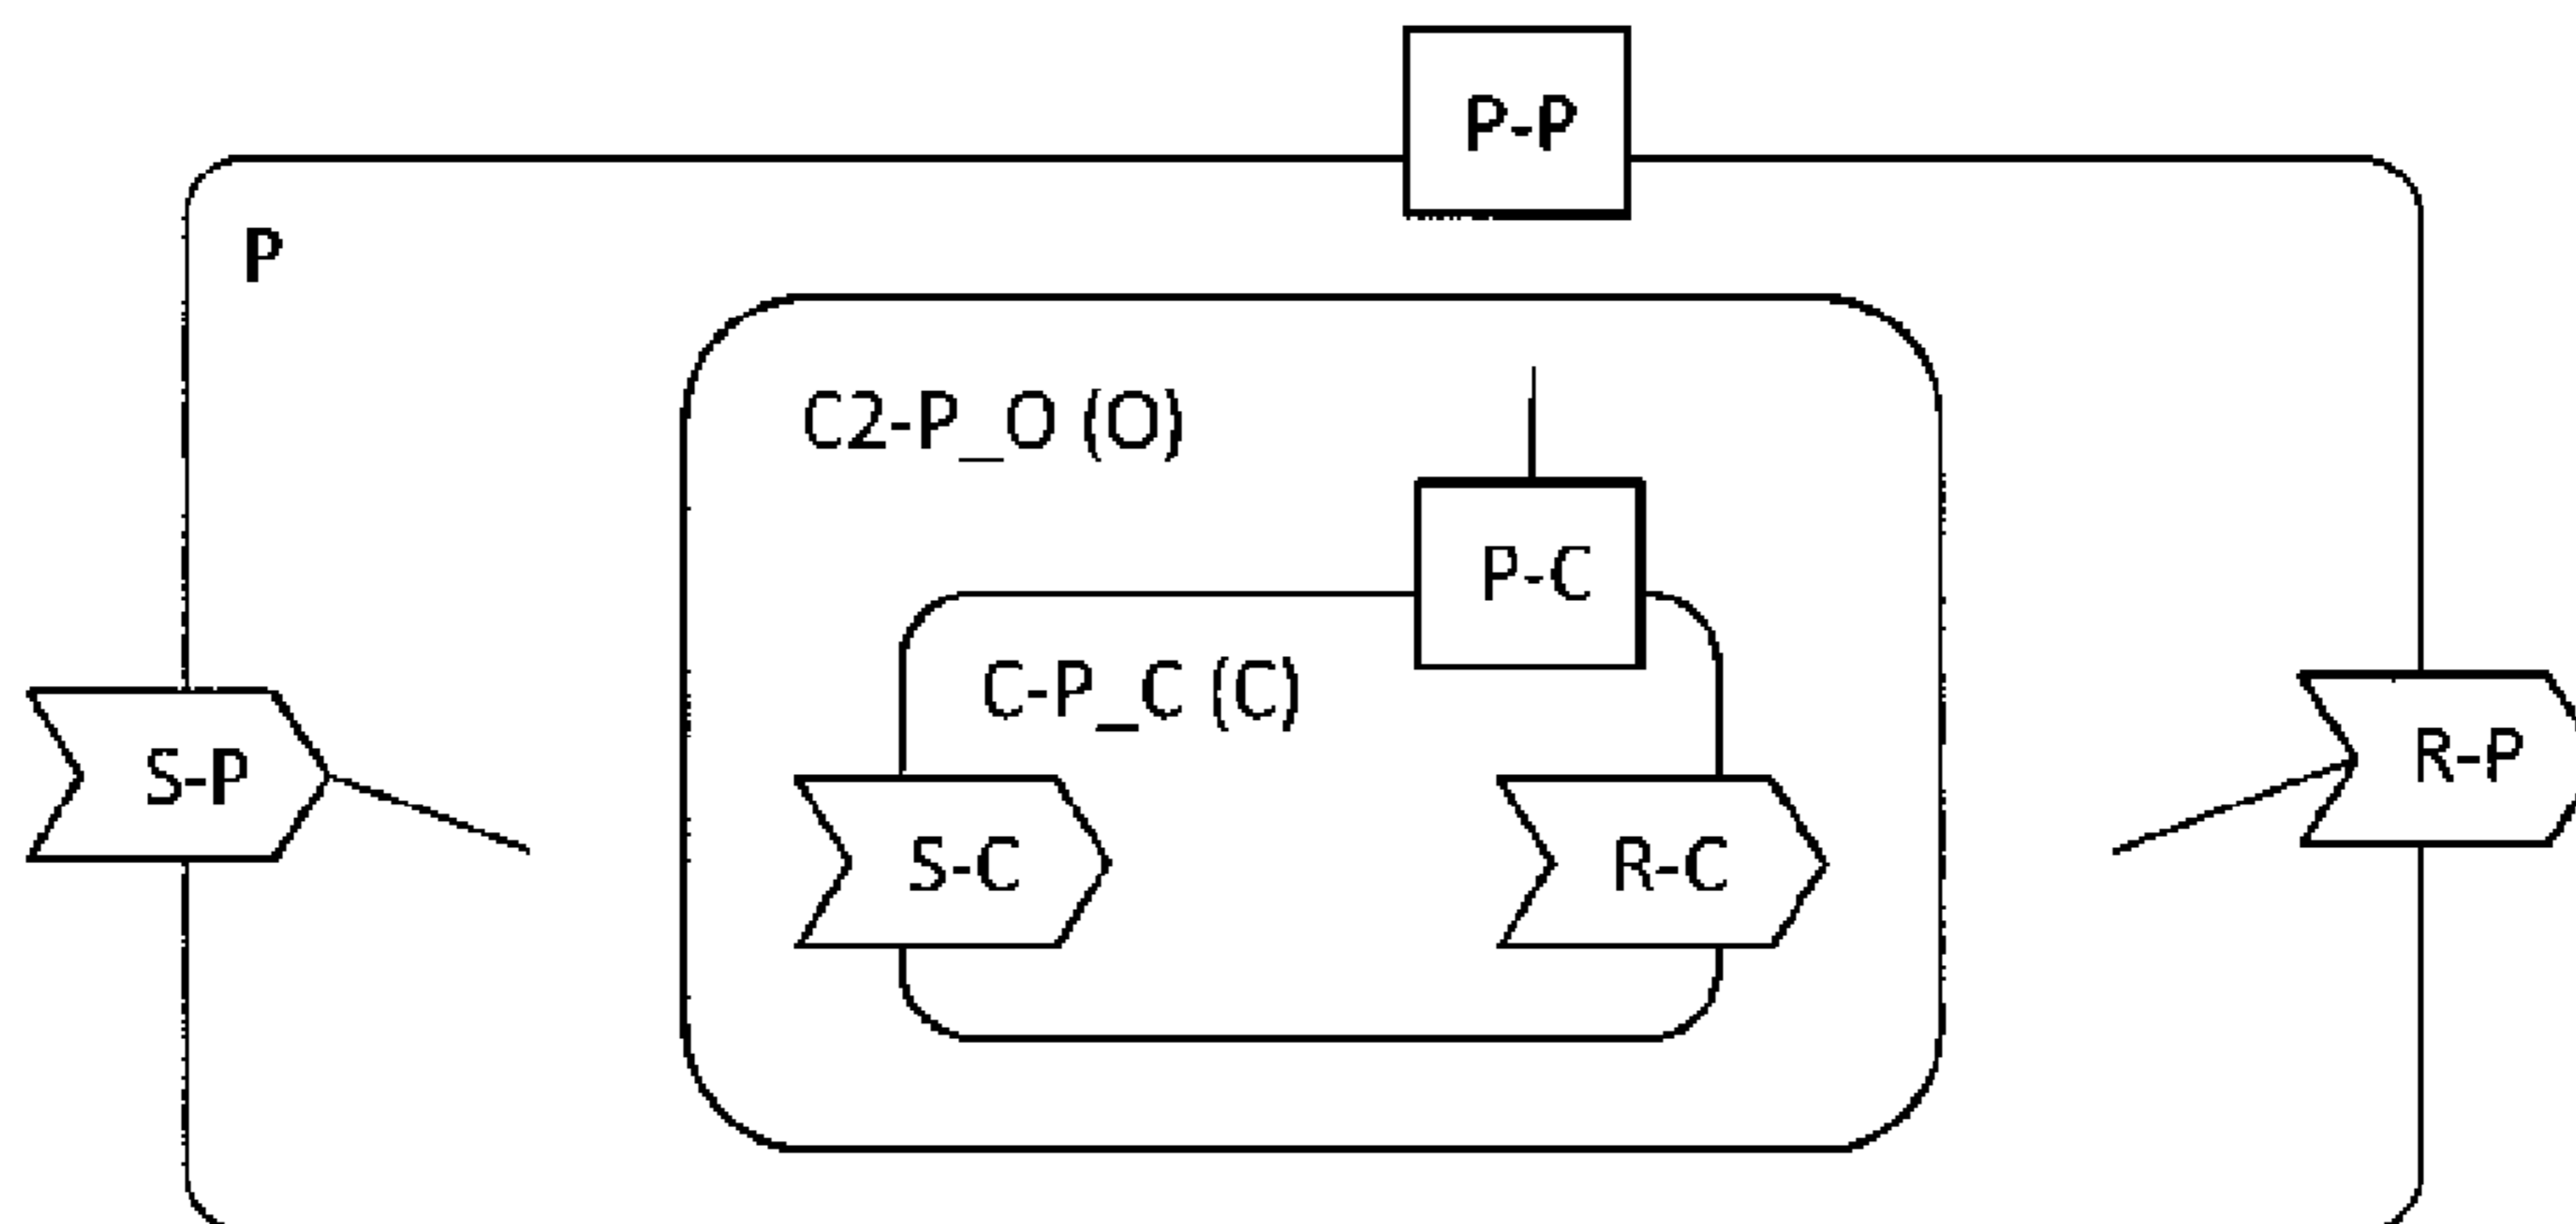 P-P
P
C2-P_O (O)
P-C
C-P_C (C)
S-P
R-P
S-C
R-C